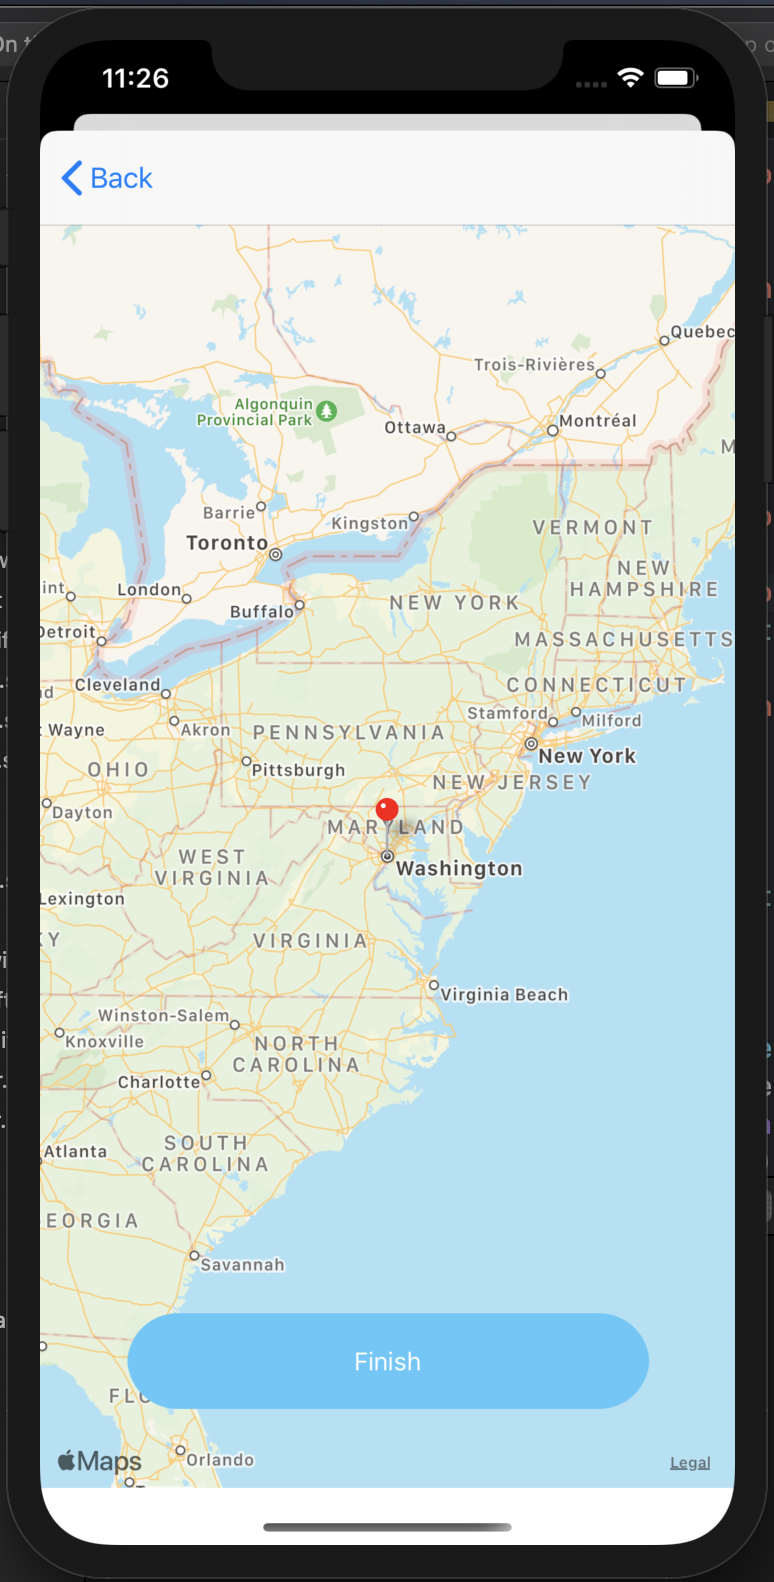 11:26
Back
Quebec
Trois-Rivières
Algonquin
Provincial Park
Ottawa
Montréal
Barrie
Kingston
Toronto
VERMONT
NEW
HAMPSHIRE
int
London
NEW YORK
Buffalo
Detroit
MASSACHUSETTS
Cleveland
CONNECTICUT
Stamford
Milford
Wayne
Akron
PENNSYLVANIA
New York
OHIO
Pittsburgh
NEW JERSEY
Dayton
MARYLAND
WEST
VIRGINIA
Washington
Lexington
KY
VIRGINIA
Virginia Beach
Winston-Salem
Knoxville
NORTH
CAROLINA
Charlotte
Atlanta
SOUTH
CAROLINA
EORGIA
Savannah
Finish
FLO
Orlando
Maps
Legal